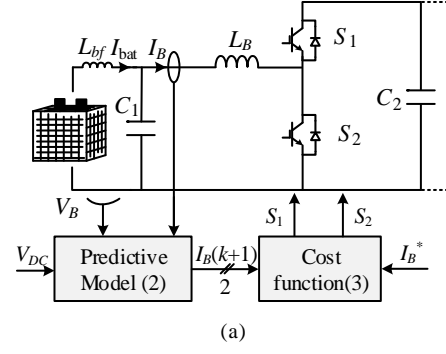 L_bf I_bat I_B L_B S_1
C_1 C_2
S_2
V_B S_1 S_2
V_DC Predictive I_B(k+1) Cost I_B*
Model (2) 2 function(3)
(a)